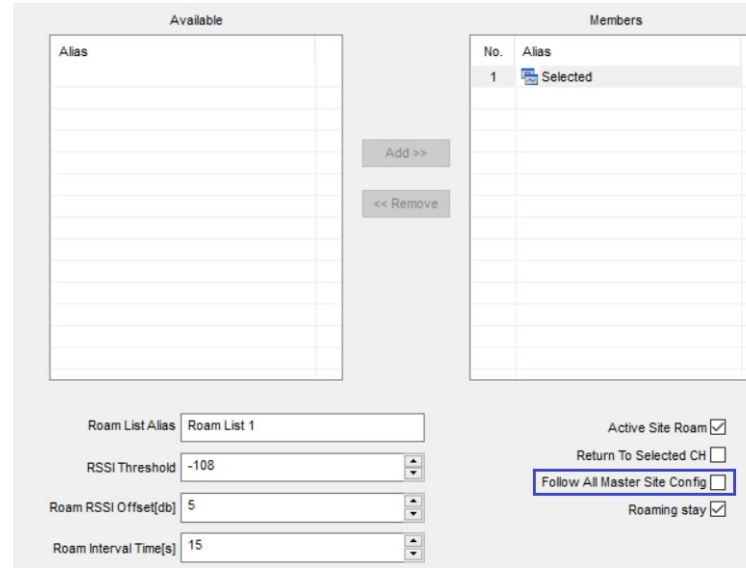 Available
Members
Alias
No. Alias
1 Selected
Add >>
<< Remove
Roam List Alias Roam List 1
Active Site Roam
RSSI Threshold -108
Return To Selected CH
Follow All Master Site Config
Roam RSSI Offset[db] 5
Roaming stay
Roam Interval Time[s] 15